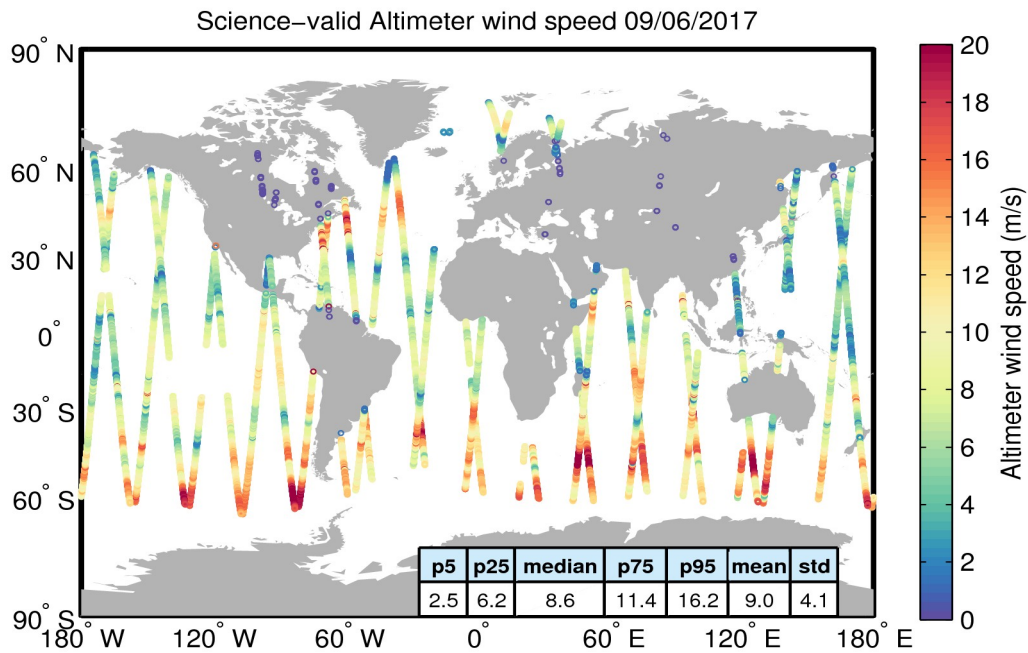 Science−valid Altimeter wind speed 09/06/2017
90° N
60° N
30° N
0°
30° S
60° S
90° S
180° W
120° W
60° W
0°
60° E
120° E
180° E
p5 p25 median p75 p95 mean std
2.5 6.2 8.6 11.4 16.2 9.0 4.1
20
18
16
14
12
10
8
6
4
2
0
Altimeter wind speed (m/s)